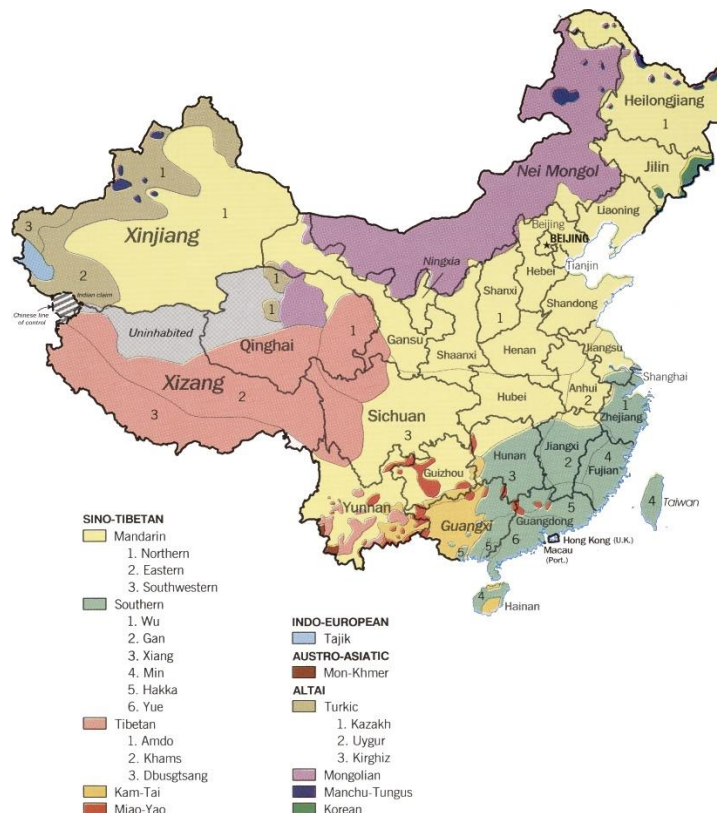 Heilongjiang
1
Jilin
Nei Mongol
Liaoning
1
3
1
Xinjiang
2
Beijing
BEIJING
Tianjin
Hebei
Ningxia
Indian claim
Chinese line
of control
Uninhabited
1
1
Qinghai
1
Gansu
Shanxi
1
Shaanxi
Shandong
Henan
Jiangsu
Xizang
2
3
Sichuan
3
Hubei
Anhui
2
Shanghai
1
Zhejiang
Guizhou
Hunan
3
Jiangxi
2
4
Fujian
Yunnan
Guangxi
5
5
Guangdong
6
5
4
Taiwan
Hong Kong (U.K.)
Macau
(Port.)
4
Hainan
SINO-TIBETAN
Mandarin
1. Northern
2. Eastern
3. Southwestern
Southern
1. Wu
2. Gan
3. Xiang
4. Min
5. Hakka
6. Yue
Tibetan
1. Amdo
2. Khams
3. Dbusgtsang
Kam-Tai
Miao-Yao
INDO-EUROPEAN
Tajik
AUSTRO-ASIATIC
Mon-Khmer
ALTAI
Turkic
1. Kazakh
2. Uygur
3. Kirghiz
Mongolian
Manchu-Tungus
Korean